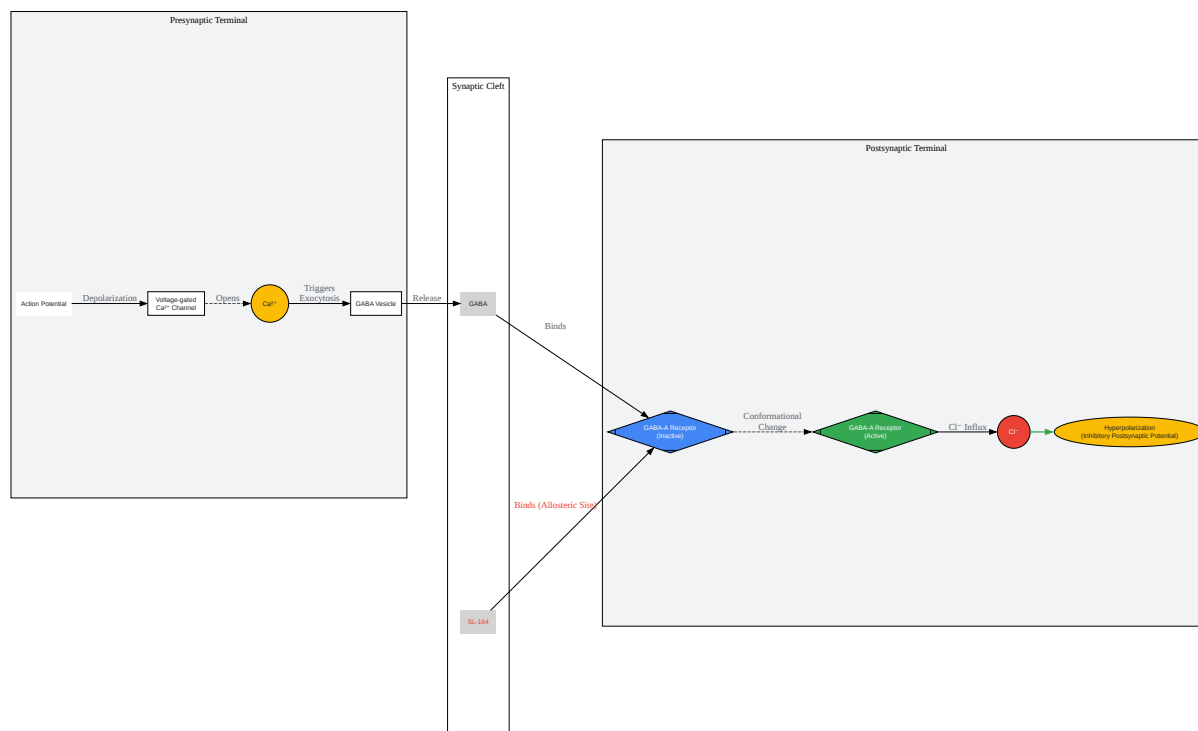 Presynaptic Terminal
Synaptic Cleft
Postsynaptic Terminal
Action Potential
Depolarization
Voltage-gated
Ca²⁺ Channel
Opens
Ca²⁺
Triggers
Exocytosis
GABA Vesicle
Release
GABA
Binds
GABA-A Receptor
(Inactive)
Conformational
Change
GABA-A Receptor
(Active)
Cl⁻ Influx
Cl⁻
Hyperpolarization
(Inhibitory Postsynaptic Potential)
Binds (Allosteric Site)
SL-164